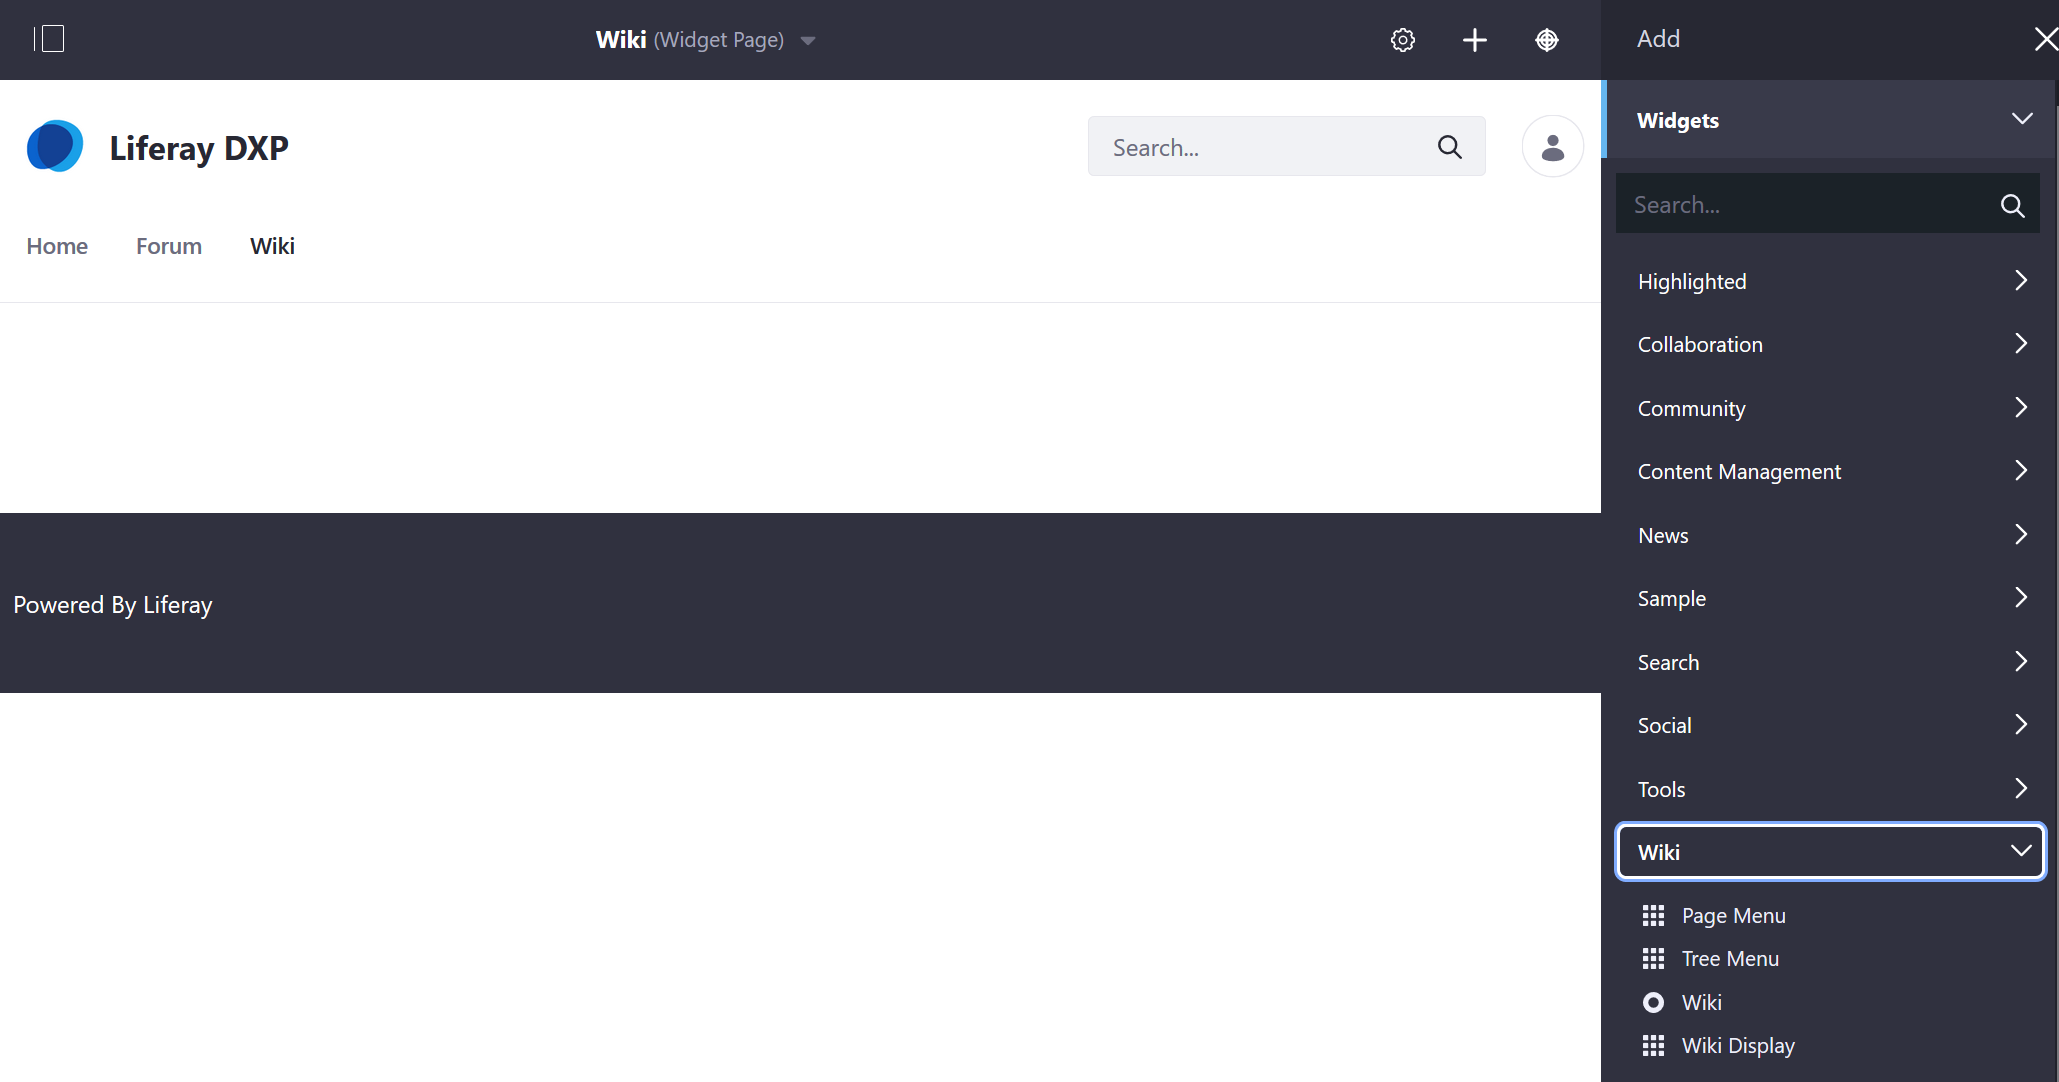 Wiki (Widget Page)
Add
Liferay DXP
Search...
Home Forum Wiki
Powered By Liferay
Widgets
Search...
Highlighted
Collaboration
Community
Content Management
News
Sample
Search
Social
Tools
Wiki
Page Menu
Tree Menu
Wiki
Wiki Display